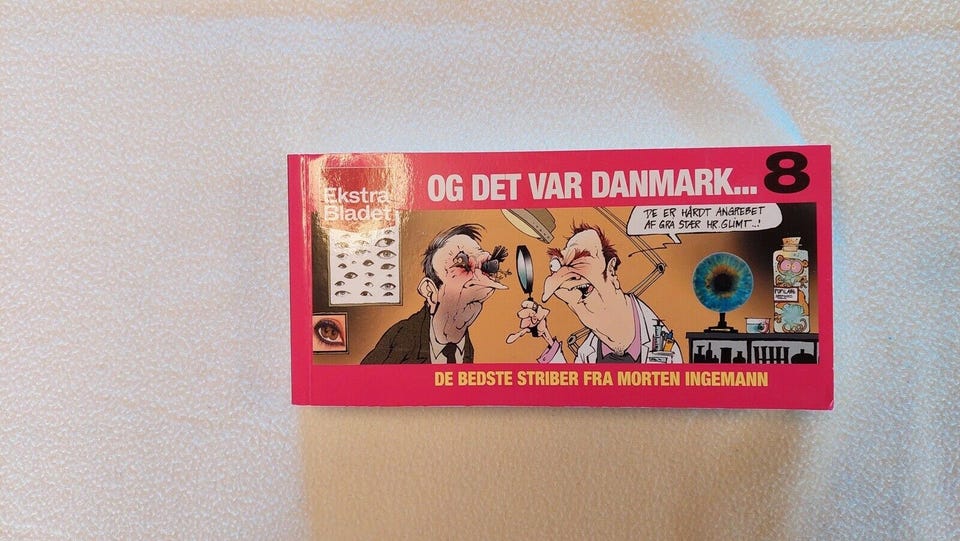 Ekstra
Bladet
OG DET VAR DANMARK... 8
DE ER HÅRDT ANGREBET
AF GRÅ STÆR HR. GLIMT...!
DE BEDSTE STRIBER FRA MORTEN INGEMANN